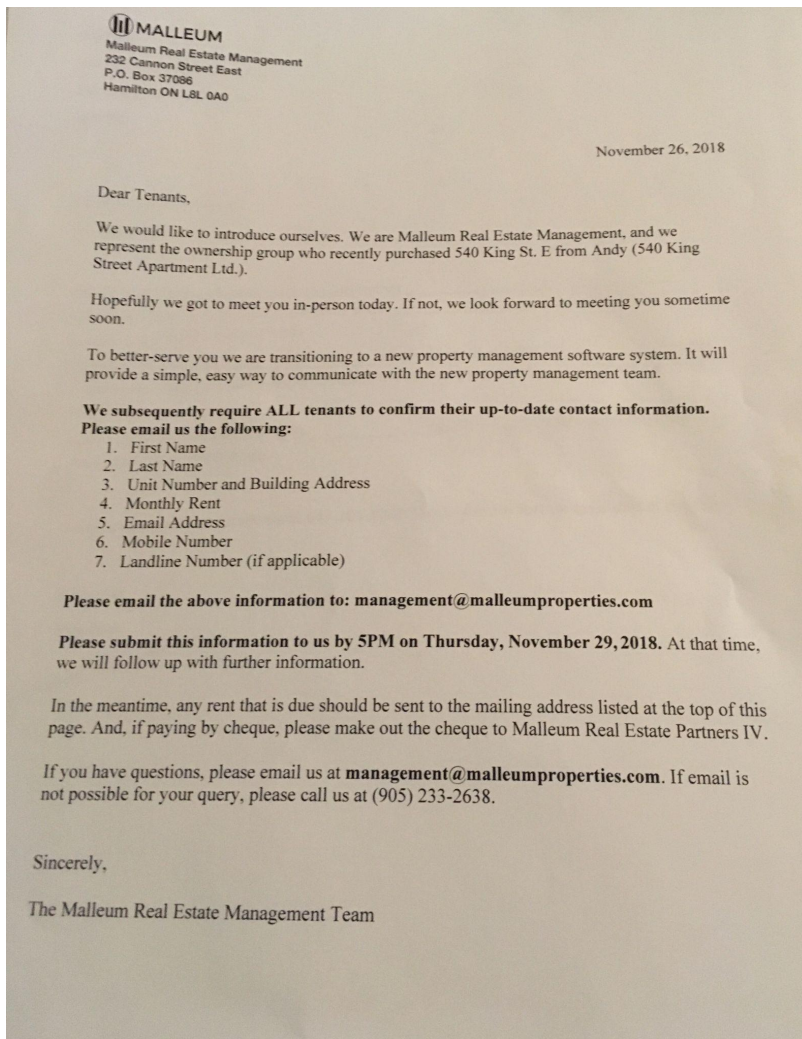 MALLEUM
Malleum Real Estate Management
232 Cannon Street East
P.O. Box 37086
Hamilton ON L8L 0A0
November 26, 2018
Dear Tenants,
We would like to introduce ourselves. We are Malleum Real Estate Management, and we
represent the ownership group who recently purchased 540 King St. E from Andy (540 King
Street Apartment Ltd.).
Hopefully we got to meet you in-person today. If not, we look forward to meeting you sometime
soon.
To better-serve you we are transitioning to a new property management software system. It will
provide a simple, easy way to communicate with the new property management team.
We subsequently require ALL tenants to confirm their up-to-date contact information.
Please email us the following:
1. First Name
2. Last Name
3. Unit Number and Building Address
4. Monthly Rent
5. Email Address
6. Mobile Number
7. Landline Number (if applicable)
Please email the above information to: management@malleumproperties.com
Please submit this information to us by 5PM on Thursday, November 29, 2018. At that time,
we will follow up with further information.
In the meantime, any rent that is due should be sent to the mailing address listed at the top of this
page. And, if paying by cheque, please make out the cheque to Malleum Real Estate Partners IV.
If you have questions, please email us at management@malleumproperties.com. If email is
not possible for your query, please call us at (905) 233-2638.
Sincerely,
The Malleum Real Estate Management Team